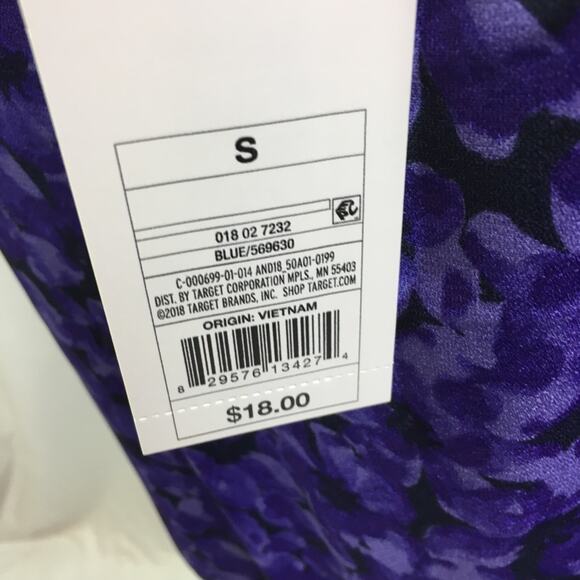 S
018 02 7232
BLUE/569630
C-000699-01-014 AND18_50A01-0199
DIST. BY TARGET CORPORATION MPLS., MN 55403
©2018 TARGET BRANDS, INC. SHOP TARGET.COM
ORIGIN: VIETNAM
8 29576 13427 4
$18.00